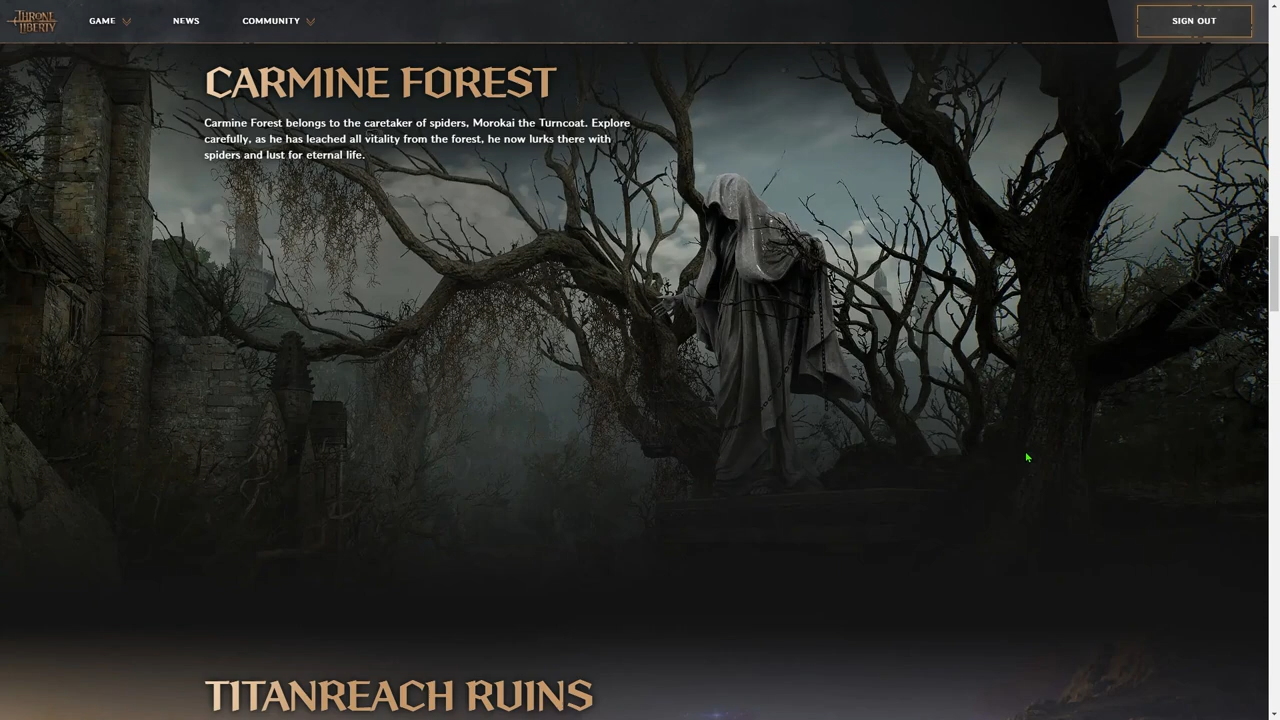 THRONE
LIBERTY
GAME
NEWS
COMMUNITY
SIGN OUT
CARMINE FOREST
Carmine Forest belongs to the caretaker of spiders, Morokai the Turncoat. Explore
carefully, as he has leached all vitality from the forest, he now lurks there with
spiders and lust for eternal life.
TITANREACH RUINS